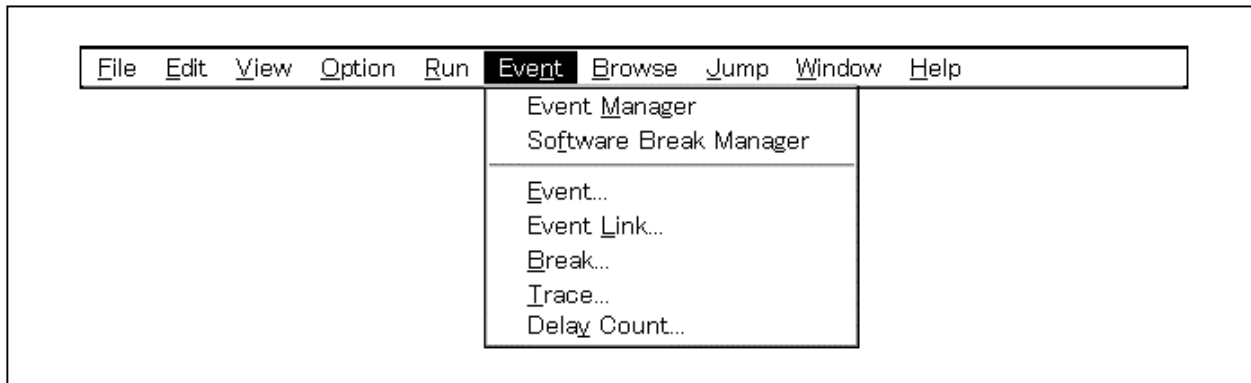 File Edit View Option Run Event Browse Jump Window Help
Event Manager
Software Break Manager
Event...
Event Link...
Break...
Trace...
Delay Count...